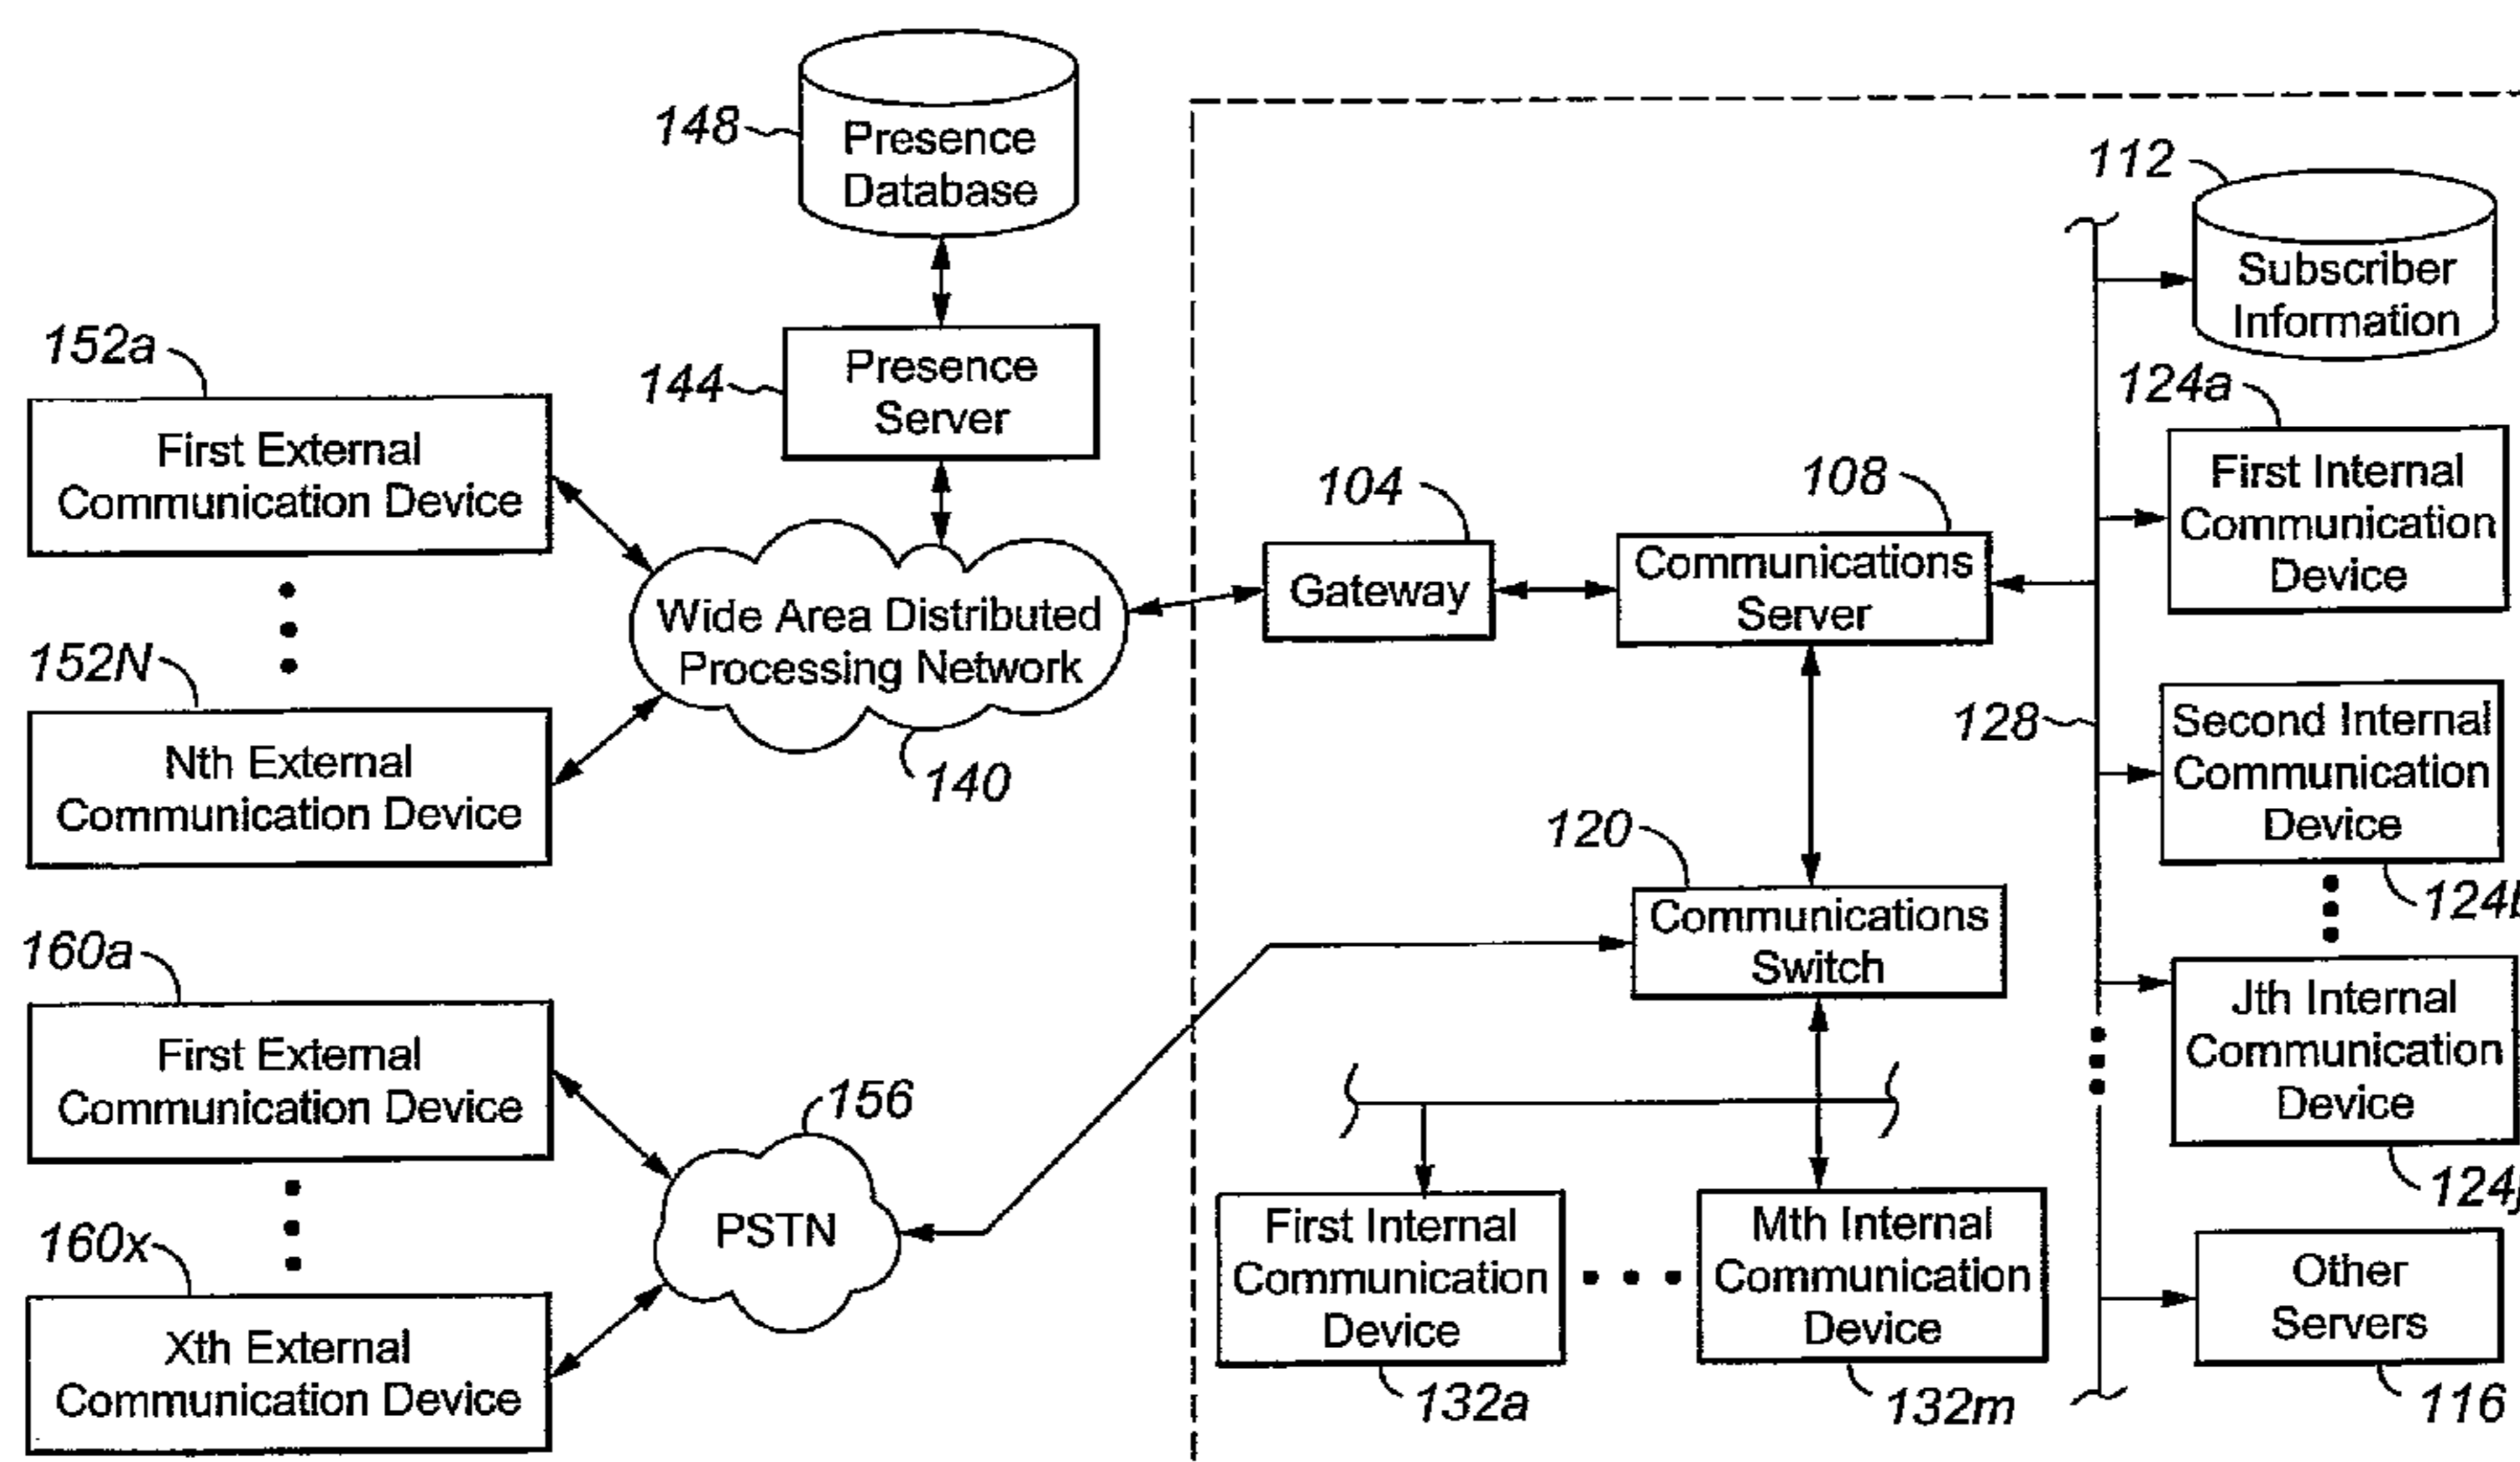 148
Presence
Database
112
Subscriber
Information
152a
144
Presence
Server
124a
First External
Communication Device
104
108
First Internal
Communication
Device
Gateway
Communications
Server
Wide Area Distributed
Processing Network
152N
128
Second Internal
Communication
Device
Nth External
Communication Device
140
120
Communications
Switch
160a
Jth Internal
Communication
Device
First External
Communication Device
156
PSTN
First Internal
Communication
Device
Mth Internal
Communication
Device
160x
Other
Servers
Xth External
Communication Device
132a
132m
116